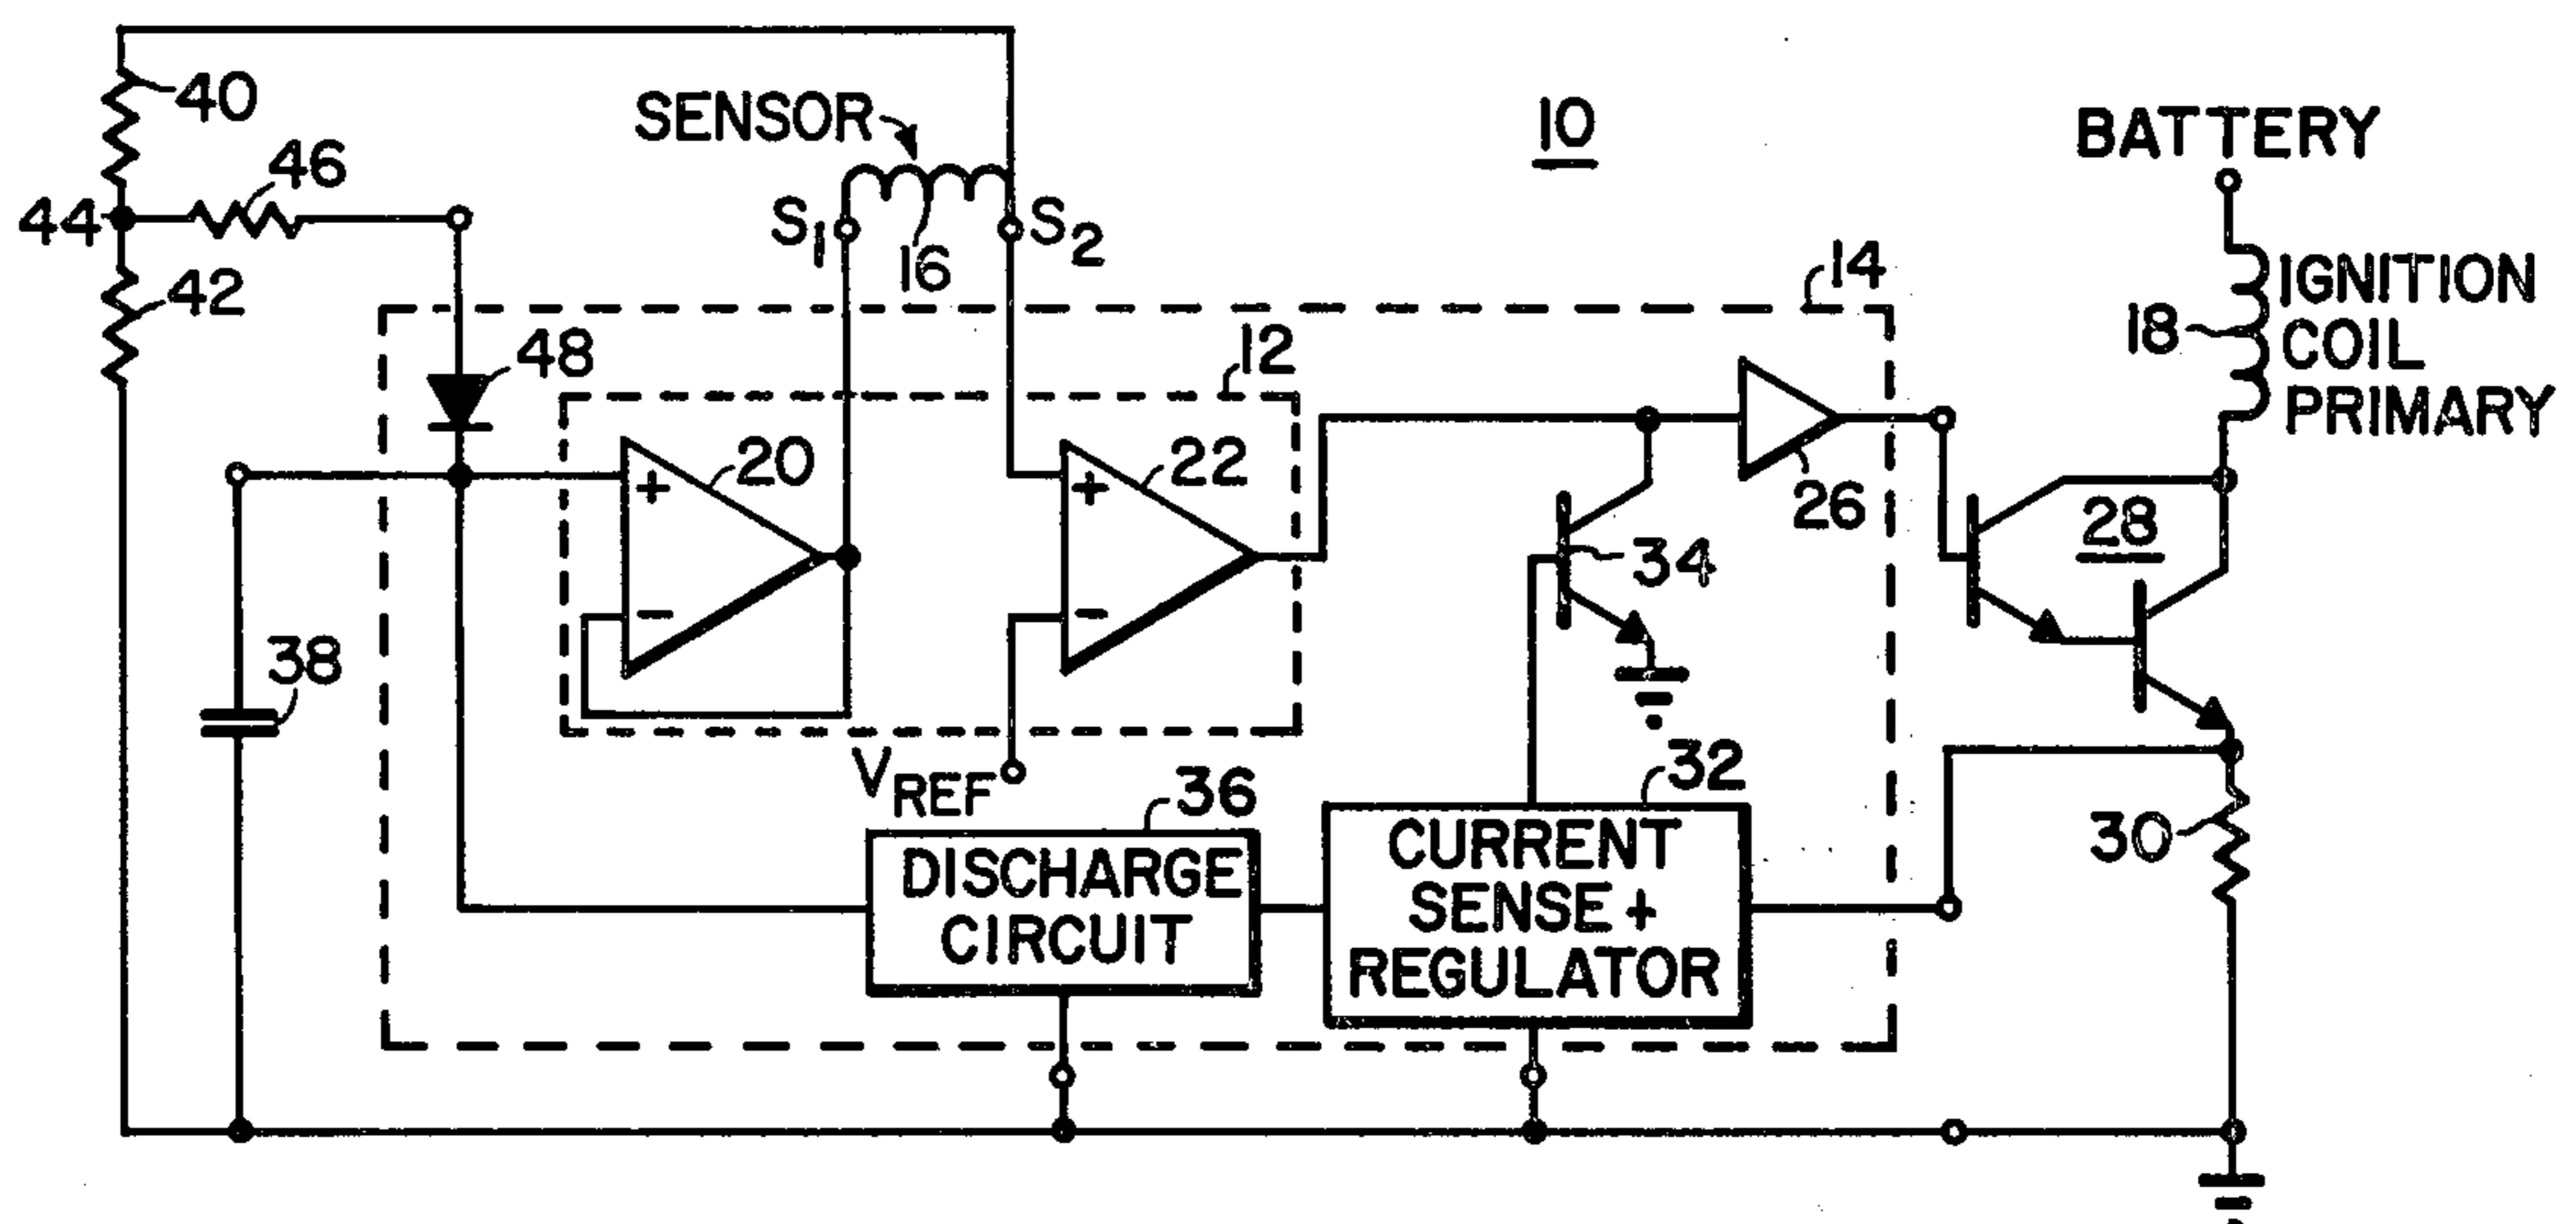 40
SENSOR
10
BATTERY
46
44
S1
S2
16
42
14
IGNITION
COIL
PRIMARY
18
48
12
+
20
+
22
26
28
34
−
−
38
VREF
36
32
30
DISCHARGE
CIRCUIT
CURRENT
SENSE +
REGULATOR